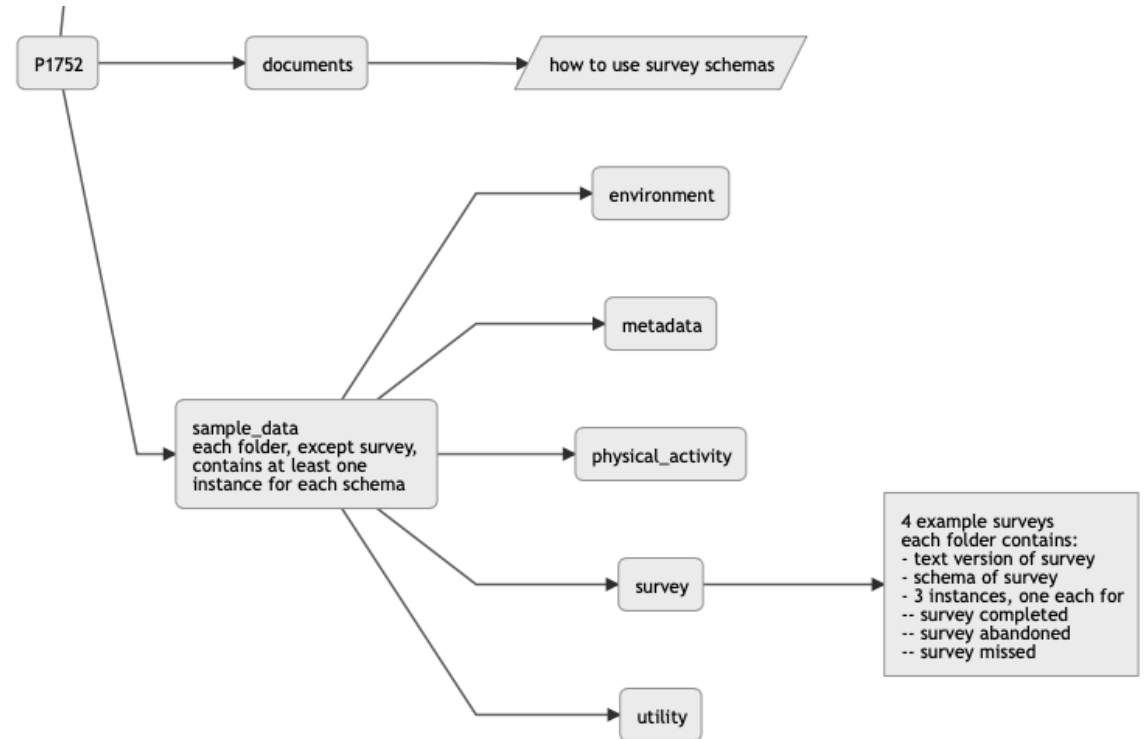 P1752
documents
how to use survey schemas
environment
metadata
sample_data
each folder, except survey,
contains at least one
instance for each schema
physical_activity
4 example surveys
each folder contains:
- text version of survey
- schema of survey
- 3 instances, one each for
-- survey completed
-- survey abandoned
-- survey missed
survey
utility